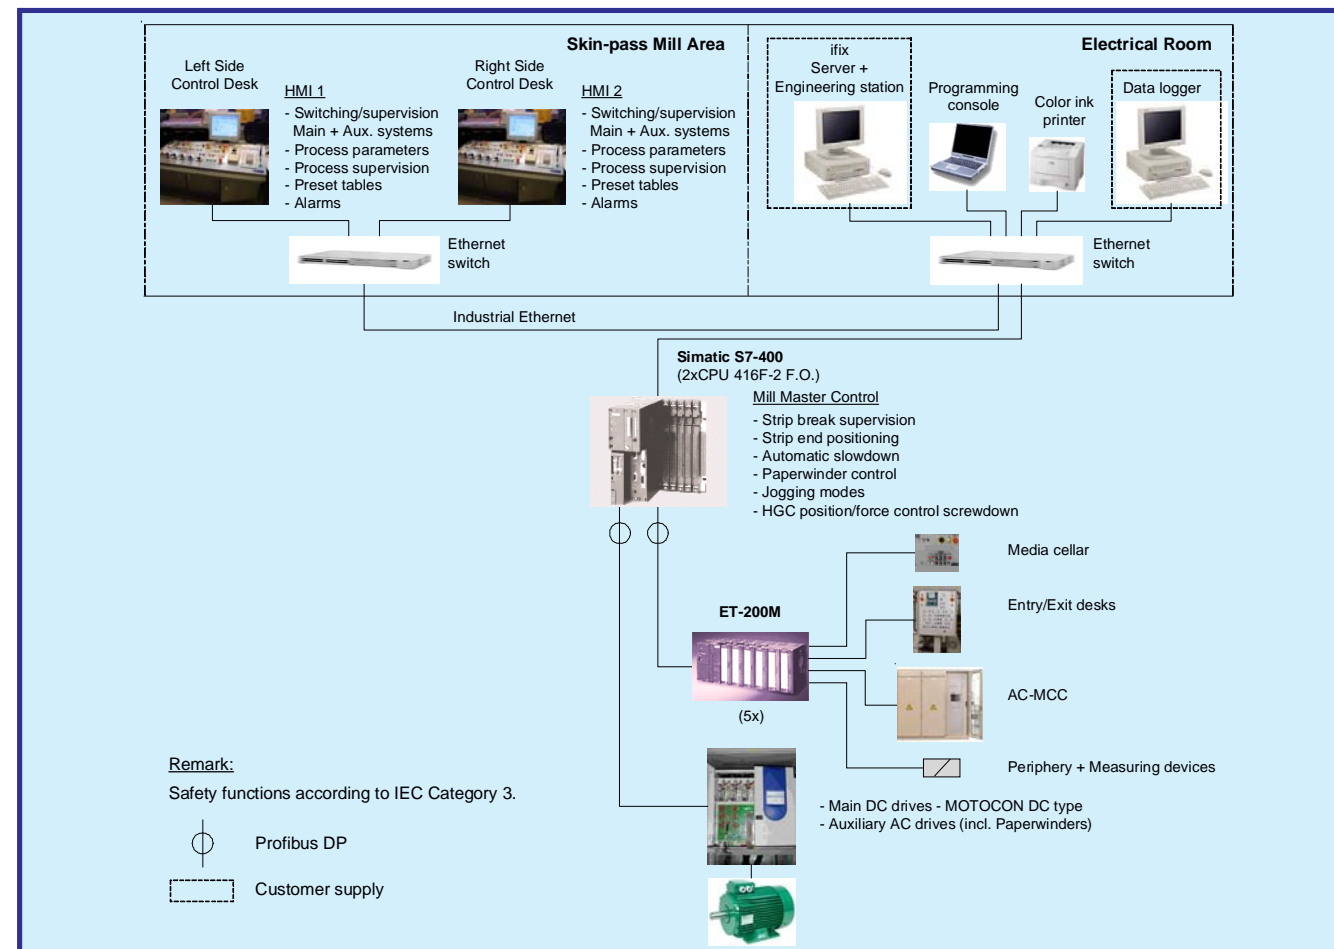 Skin-pass Mill Area
Left Side
Control Desk
HMI 1
- Switching/supervision
Main + Aux. systems
- Process parameters
- Process supervision
- Preset tables
- Alarms
Right Side
Control Desk
HMI 2
- Switching/supervision
Main + Aux. systems
- Process parameters
- Process supervision
- Preset tables
- Alarms
Ethernet
switch
Electrical Room
ifix
Server +
Engineering station
Programming
console
Color ink
printer
Data logger
Ethernet
switch
Industrial Ethernet
Simatic S7-400
(2xCPU 416F-2 F.O.)
Mill Master Control
- Strip break supervision
- Strip end positioning
- Automatic slowdown
- Paperwinder control
- Jogging modes
- HGC position/force control screwdown
Media cellar
Entry/Exit desks
ET-200M
(5x)
AC-MCC
Periphery + Measuring devices
- Main DC drives - MOTOCON DC type
- Auxiliary AC drives (incl. Paperwinders)
Remark:
Safety functions according to IEC Category 3.
Profibus DP
Customer supply